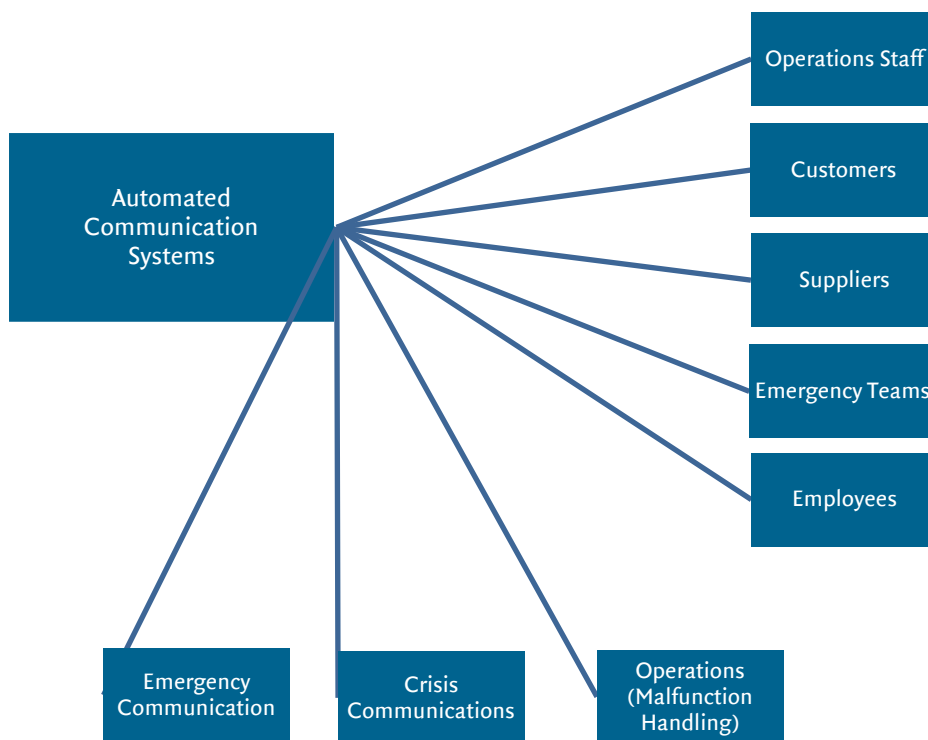 Operations Staff
Customers
Automated
Communication
Systems
Suppliers
Emergency Teams
Employees
Emergency
Communication
Crisis
Communications
Operations
(Malfunction
Handling)